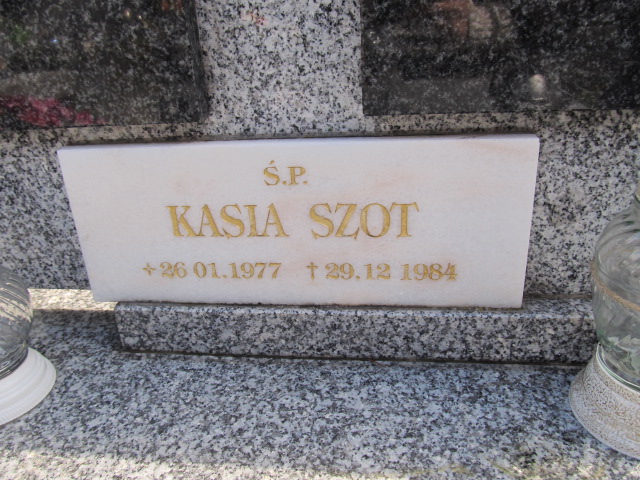 Ś.P.
KASIA SZOT
+ 26 01.1977 † 29.12 1984